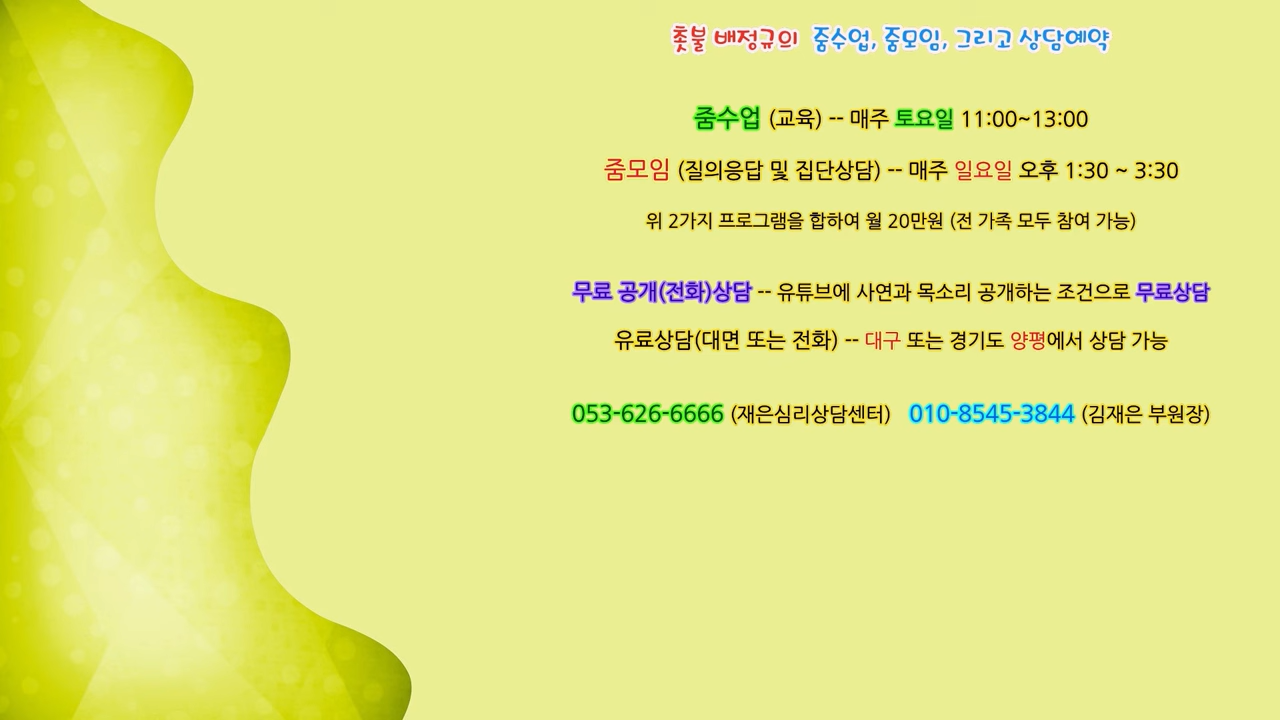 촛불 배정규의 줌수업, 줌모임, 그리고 상담예약
줌수업 (교육) -- 매주 토요일 11:00~13:00
줌모임 (질의응답 및 집단상담) -- 매주 일요일 오후 1:30 ~ 3:30
위 2가지 프로그램을 합하여 월 20만원 (전 가족 모두 참여 가능)
무료 공개(전화)상담 -- 유튜브에 사연과 목소리 공개하는 조건으로 무료상담
유료상담(대면 또는 전화) -- 대구 또는 경기도 양평에서 상담 가능
053-626-6666 (재은심리상담센터) 010-8545-3844 (김재은 부원장)